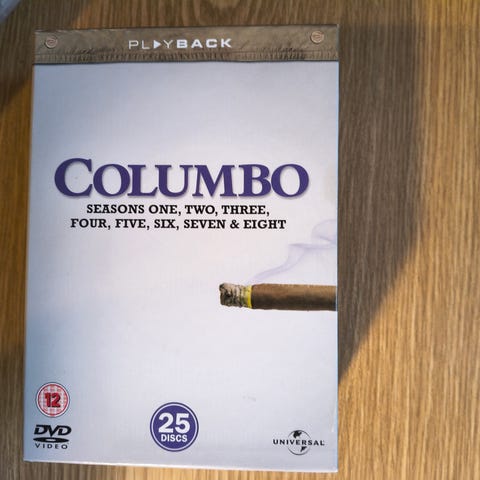 PLAYBACK
COLUMBO
SEASONS ONE, TWO, THREE,
FOUR, FIVE, SIX, SEVEN & EIGHT
12
DVD
VIDEO
25
DISCS
UNIVERSAL